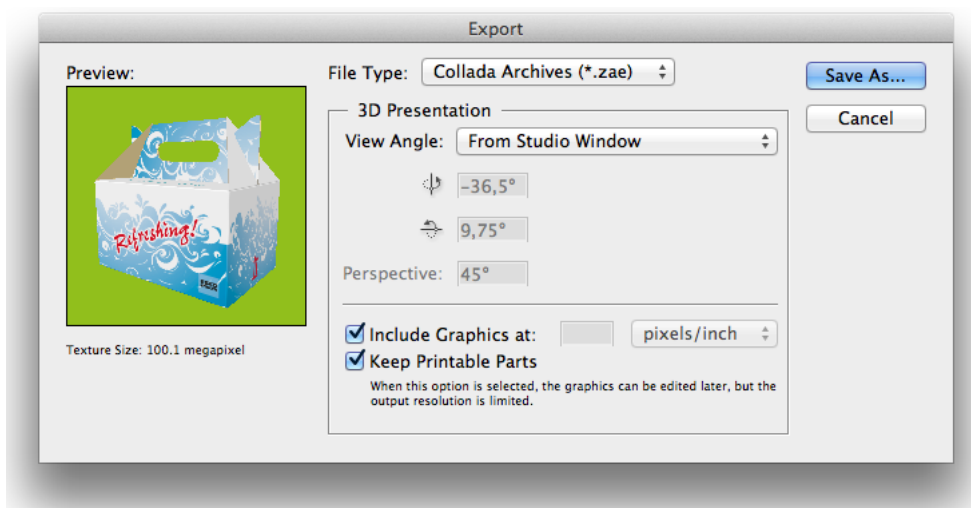 Export
Preview:
Refreshing!
Texture Size: 100.1 megapixel
File Type: Collada Archives (*.zae)
3D Presentation
View Angle: From Studio Window
-36,5°
9,75°
Perspective: 45°
Include Graphics at: pixels/inch
Keep Printable Parts
When this option is selected, the graphics can be edited later, but the
output resolution is limited.
Save As...
Cancel